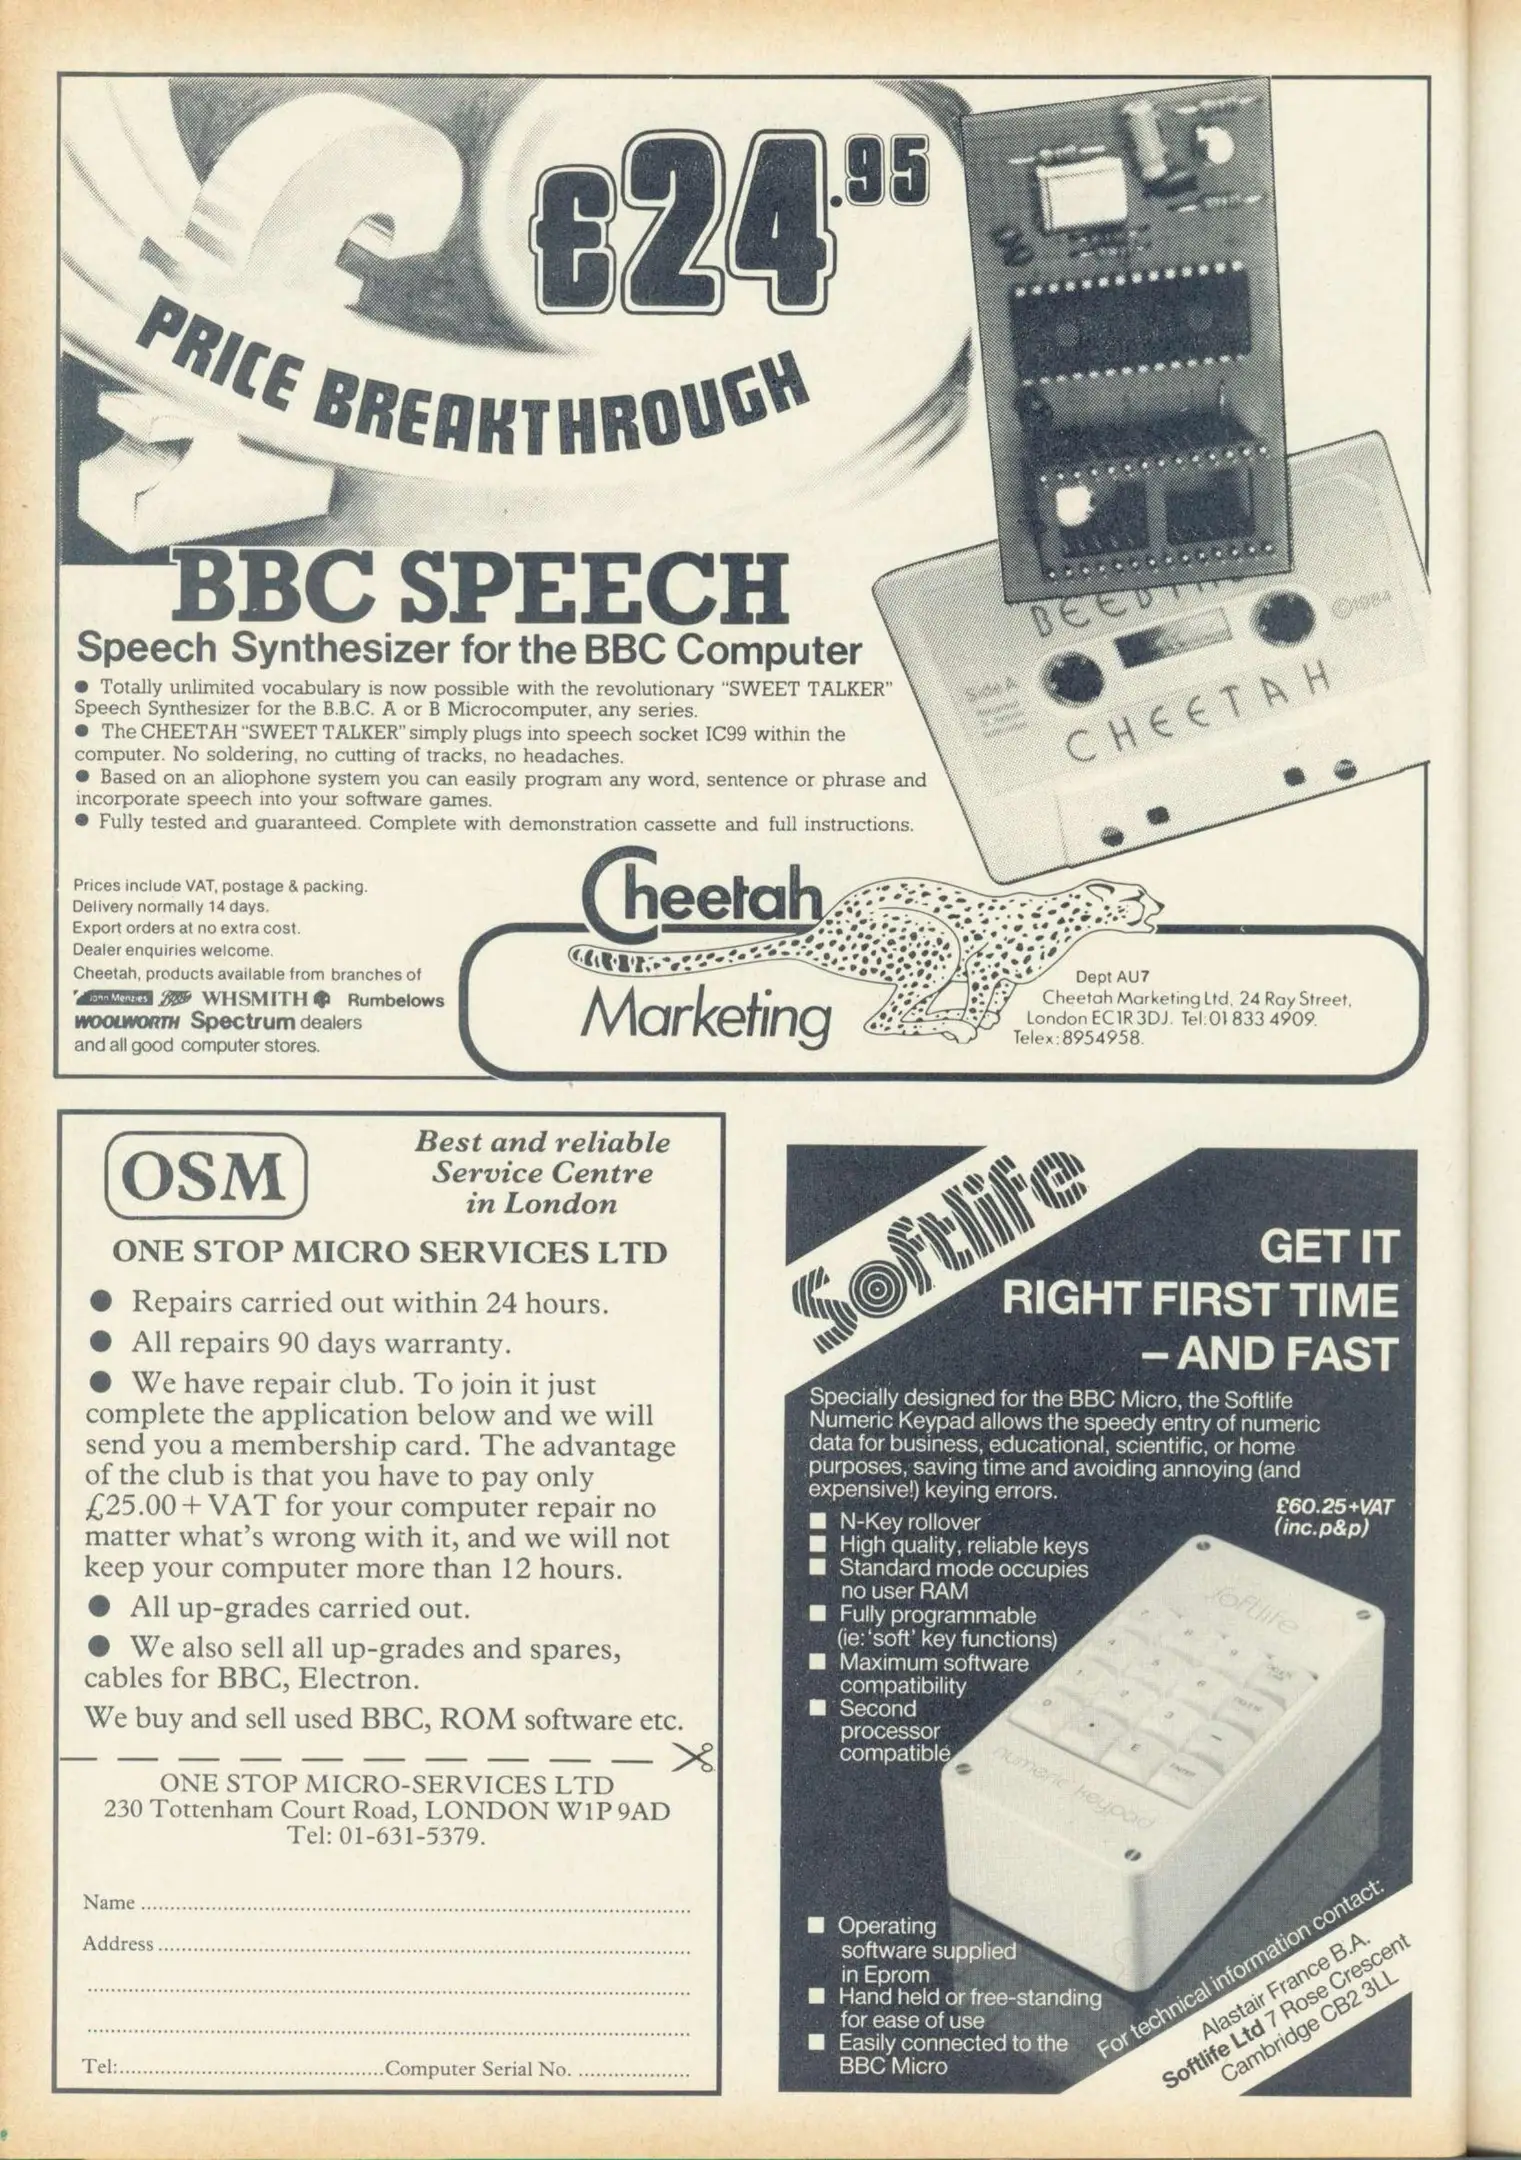 £24.95
PRICE BREAKTHROUGH
BBC SPEECH
Speech Synthesizer for the BBC Computer
● Totally unlimited vocabulary is now possible with the revolutionary “SWEET TALKER”
Speech Synthesizer for the B.B.C. A or B Microcomputer, any series.
● The CHEETAH “SWEET TALKER” simply plugs into speech socket IC99 within the
computer. No soldering, no cutting of tracks, no headaches.
● Based on an aliophone system you can easily program any word, sentence or phrase and
incorporate speech into your software games.
● Fully tested and guaranteed. Complete with demonstration cassette and full instructions.
©1984
Side A
CHEETAH
Prices include VAT, postage & packing.
Delivery normally 14 days.
Export orders at no extra cost.
Dealer enquiries welcome.
Cheetah, products available from branches of
John Menzies Boots WHSMITH Rumbelows
WOOLWORTH Spectrum dealers
and all good computer stores.
Cheetah
Marketing
Dept AU7
Cheetah Marketing Ltd, 24 Ray Street,
London EC1R 3DJ. Tel: 01 833 4909.
Telex: 8954958.
OSM
Best and reliable
Service Centre
in London
ONE STOP MICRO SERVICES LTD
● Repairs carried out within 24 hours.
● All repairs 90 days warranty.
● We have repair club. To join it just
complete the application below and we will
send you a membership card. The advantage
of the club is that you have to pay only
£25.00 + VAT for your computer repair no
matter what's wrong with it, and we will not
keep your computer more than 12 hours.
● All up-grades carried out.
● We also sell all up-grades and spares,
cables for BBC, Electron.
We buy and sell used BBC, ROM software etc.
ONE STOP MICRO-SERVICES LTD
230 Tottenham Court Road, LONDON W1P 9AD
Tel: 01-631-5379.
Name
Address
Tel: Computer Serial No.
Softlife
GET IT
RIGHT FIRST TIME
– AND FAST
Specially designed for the BBC Micro, the Softlife
Numeric Keypad allows the speedy entry of numeric
data for business, educational, scientific, or home
purposes, saving time and avoiding annoying (and
expensive!) keying errors.
£60.25+VAT
(inc.p&p)
■ N-Key rollover
■ High quality, reliable keys
■ Standard mode occupies
no user RAM
■ Fully programmable
(ie: 'soft' key functions)
■ Maximum software
compatibility
■ Second
processor
compatible
softlife
numeric keypad
■ Operating
software supplied
in Eprom
■ Hand held or free-standing
for ease of use
■ Easily connected to the
BBC Micro
For technical information contact:
Alastair France B.A.
Softlife Ltd 7 Rose Crescent
Cambridge CB2 3LL